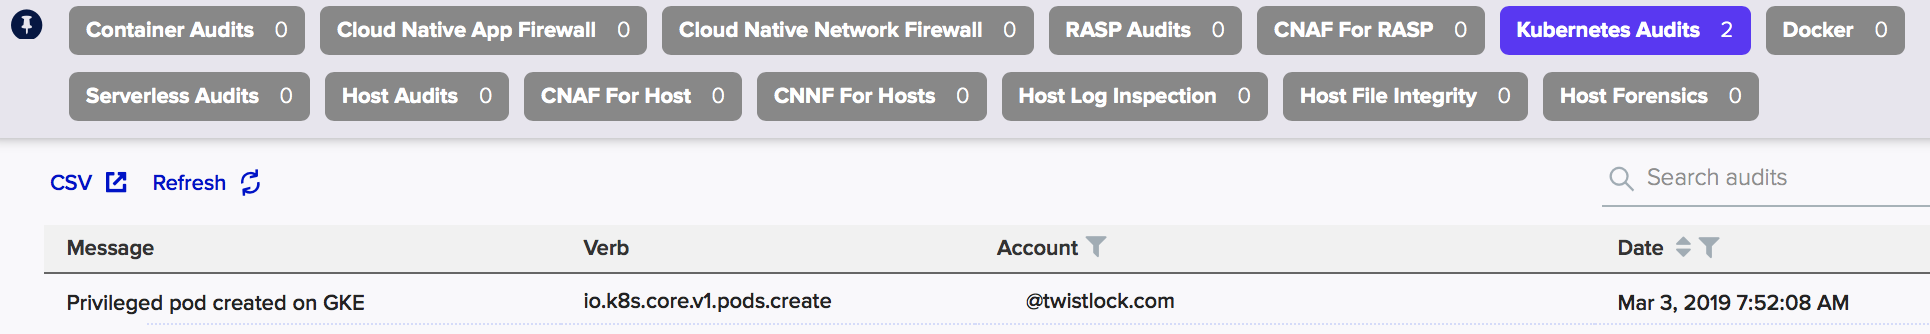 Container Audits 0 Cloud Native App Firewall 0 Cloud Native Network Firewall 0 RASP Audits 0 CNAF For RASP 0 Kubernetes Audits 2 Docker 0
Serverless Audits 0 Host Audits 0 CNAF For Host 0 CNNF For Hosts 0 Host Log Inspection 0 Host File Integrity 0 Host Forensics 0
CSV Refresh Search audits
Message Verb Account Date
Privileged pod created on GKE io.k8s.core.v1.pods.create @twistlock.com Mar 3, 2019 7:52:08 AM